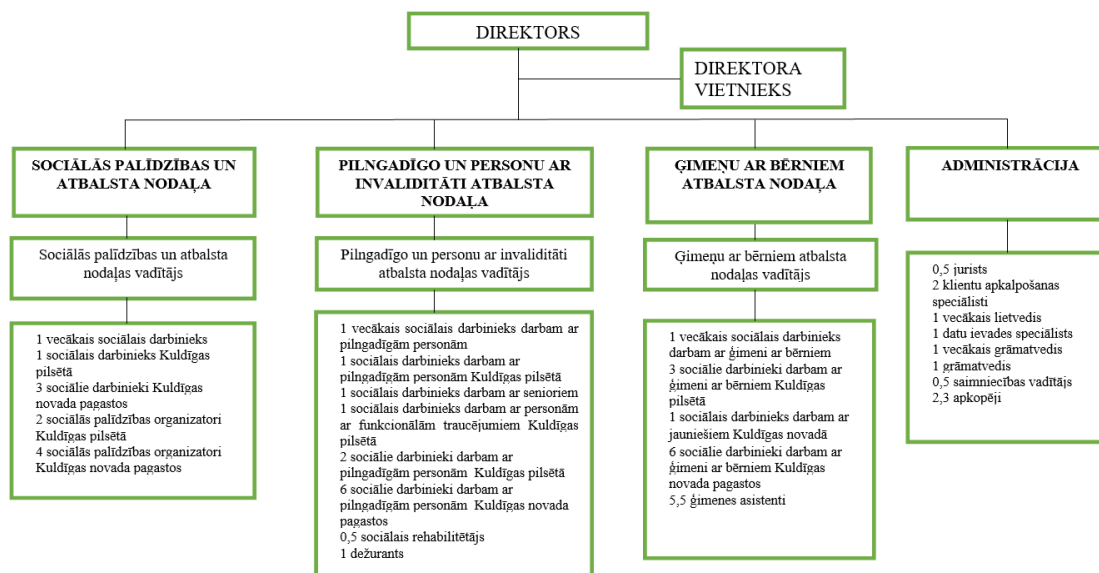 DIREKTORS
DIREKTORA
VIETNIEKS
SOCIĀLĀS PALĪDZĪBAS UN
ATBALSTA NODAĻA
Sociālās palīdzības un atbalsta
nodaļas vadītājs
1 vecākais sociālais darbinieks
1 sociālais darbinieks Kuldīgas
pilsētā
3 sociālie darbinieki Kuldīgas
novada pagastos
2 sociālās palīdzības organizatori
Kuldīgas pilsētā
4 sociālās palīdzības organizatori
Kuldīgas novada pagastos
PILNGADĪGO UN PERSONU AR
INVALIDITĀTI ATBALSTA
NODAĻA
Pilngadīgo un personu ar invaliditāti
atbalsta nodaļas vadītājs
1 vecākais sociālais darbinieks darbam ar
pilngadīgām personām
1 sociālais darbinieks darbam ar
pilngadīgām personām Kuldīgas pilsētā
1 sociālais darbinieks darbam ar senioriem
1 sociālais darbinieks darbam ar personām
ar funkcionālām traucējumiem Kuldīgas
pilsētā
2 sociālie darbinieki darbam ar
pilngadīgām personām Kuldīgas pilsētā
6 sociālie darbinieki darbam ar
pilngadīgām personām Kuldīgas novada
pagastos
0,5 sociālais rehabilitētājs
1 dežurants
ĢIMEŅU AR BĒRNIEM
ATBALSTA NODAĻA
Ģimeņu ar bērniem atbalsta
nodaļas vadītājs
1 vecākais sociālais darbinieks
darbam ar ģimeni ar bērniem
3 sociālie darbinieki darbam ar
ģimeni ar bērniem Kuldīgas
pilsētā
1 sociālais darbinieks darbam ar
jauniešiem Kuldīgas novadā
6 sociālie darbinieki darbam ar
ģimeni ar bērniem Kuldīgas
novada pagastos
5,5 ģimenes asistenti
ADMINISTRĀCIJA
0,5 jurists
2 klientu apkalpošanas
speciālisti
1 vecākais lietvedis
1 datu ievades speciālists
1 vecākais grāmatvedis
1 grāmatvedis
0,5 saimniecības vadītājs
2,3 apkopēji